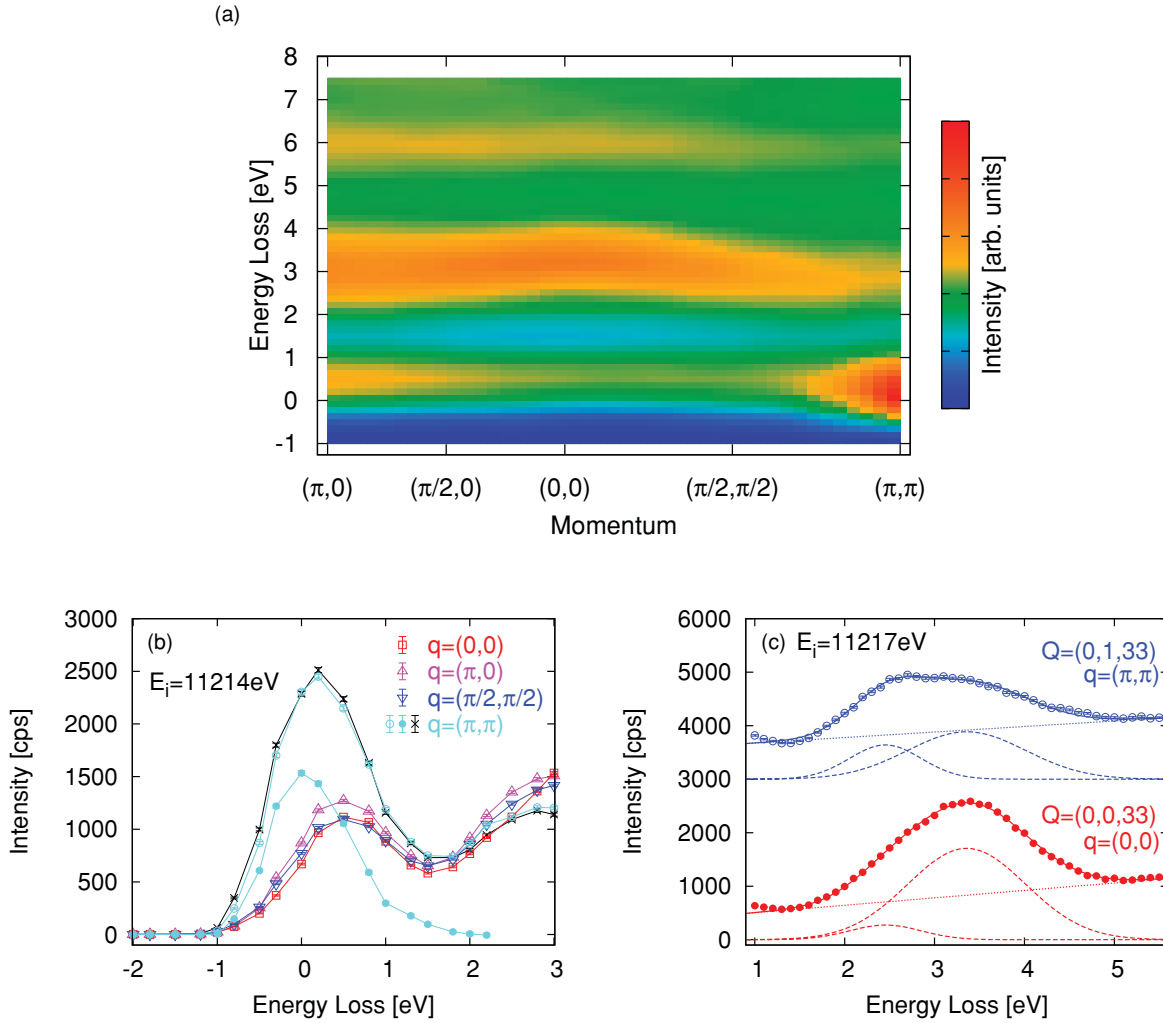 (a)
8
7
6
5
4
3
2
1
0
-1
Energy Loss [eV]
(π,0)
(π/2,0)
(0,0)
(π/2,π/2)
(π,π)
Momentum
Intensity [arb. units]
(b)
Ei=11214eV
q=(0,0)
q=(π,0)
q=(π/2,π/2)
q=(π,π)
3000
2500
2000
1500
1000
500
0
Intensity [cps]
-2
-1
0
1
2
3
Energy Loss [eV]
(c)
Ei=11217eV
Q=(0,1,33)
q=(π,π)
Q=(0,0,33)
q=(0,0)
6000
5000
4000
3000
2000
1000
0
Intensity [cps]
1
2
3
4
5
Energy Loss [eV]